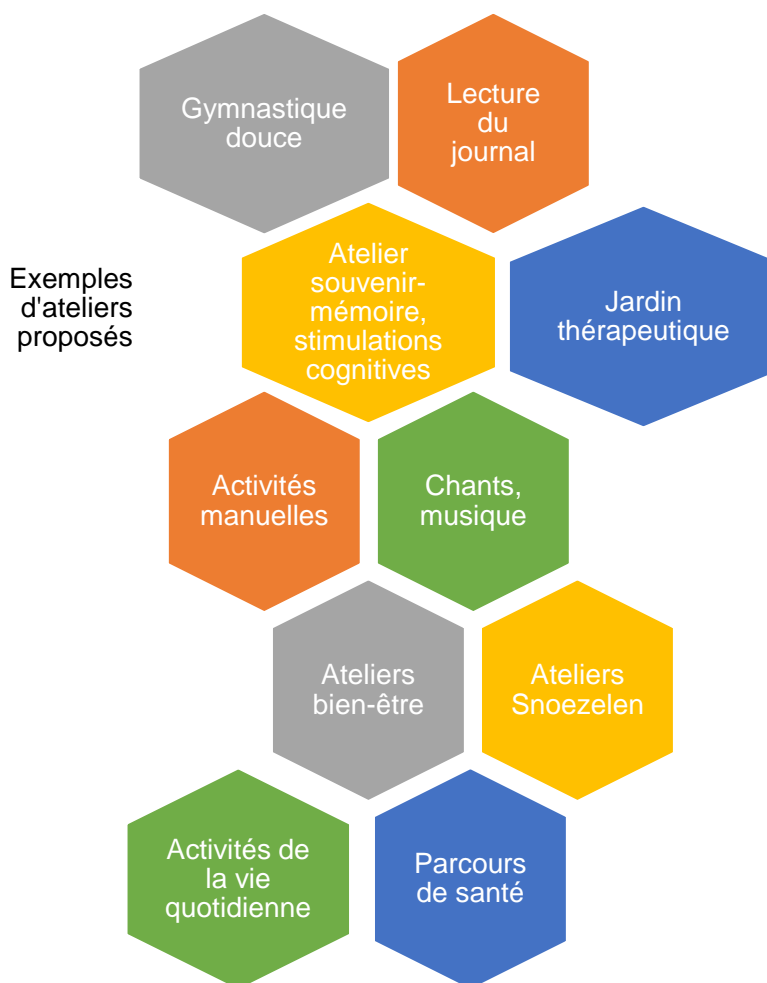 Gymnastique
douce
Lecture
du
journal
Exemples
d'ateliers
proposés
Atelier
souvenir-
mémoire,
stimulations
cognitives
Jardin
thérapeutique
Activités
manuelles
Chants,
musique
Ateliers
bien-être
Ateliers
Snoezelen
Activités de
la vie
quotidienne
Parcours
de santé